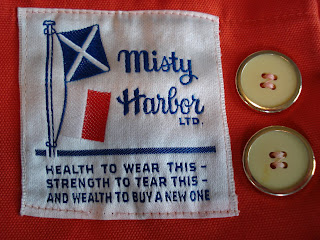 Misty
Harbor
LTD.
HEALTH TO WEAR THIS -
STRENGTH TO TEAR THIS -
AND WEALTH TO BUY A NEW ONE